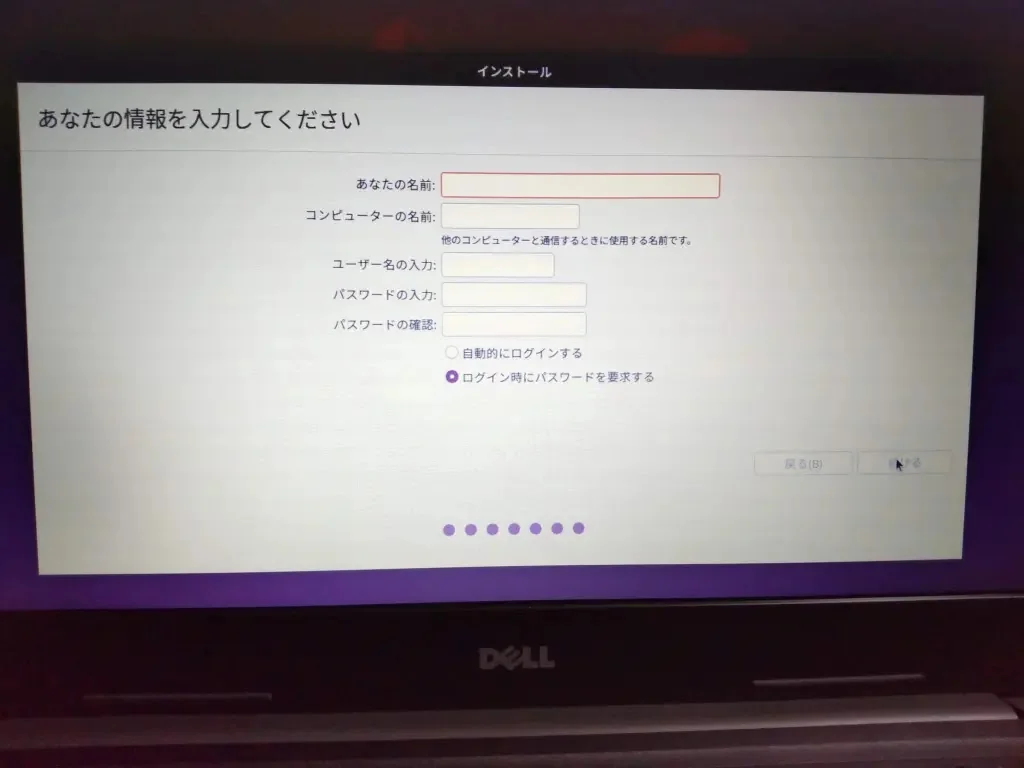 インストール
あなたの情報を入力してください
あなたの名前:
コンピューターの名前:
他のコンピューターと通信するときに使用する名前です。
ユーザー名の入力:
パスワードの入力:
パスワードの確認:
自動的にログインする
ログイン時にパスワードを要求する
戻る(B)
続ける
DELL